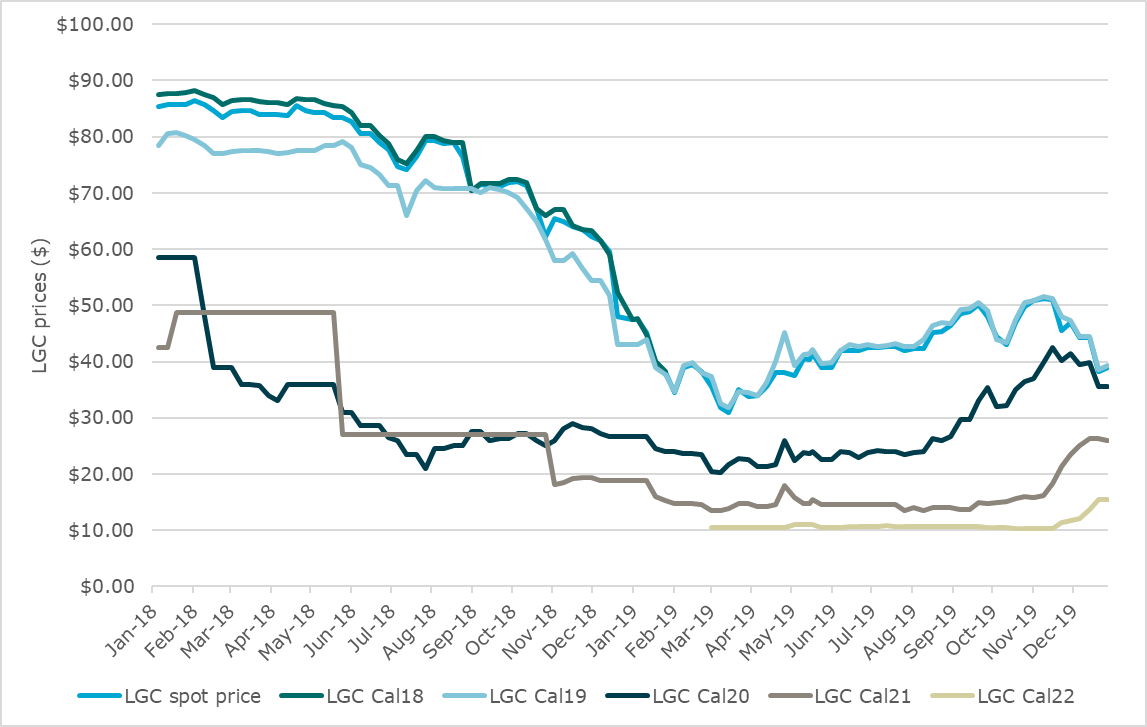 $100.00
$90.00
$80.00
$70.00
$60.00
$50.00
$40.00
$30.00
$20.00
$10.00
$0.00
LGC prices ($)
Jan-18
Feb-18
Mar-18
Apr-18
May-18
Jun-18
Jul-18
Aug-18
Sep-18
Oct-18
Nov-18
Dec-18
Jan-19
Feb-19
Mar-19
Apr-19
May-19
Jun-19
Jul-19
Aug-19
Sep-19
Oct-19
Nov-19
Dec-19
LGC spot price LGC Cal18 LGC Cal19 LGC Cal20 LGC Cal21 LGC Cal22